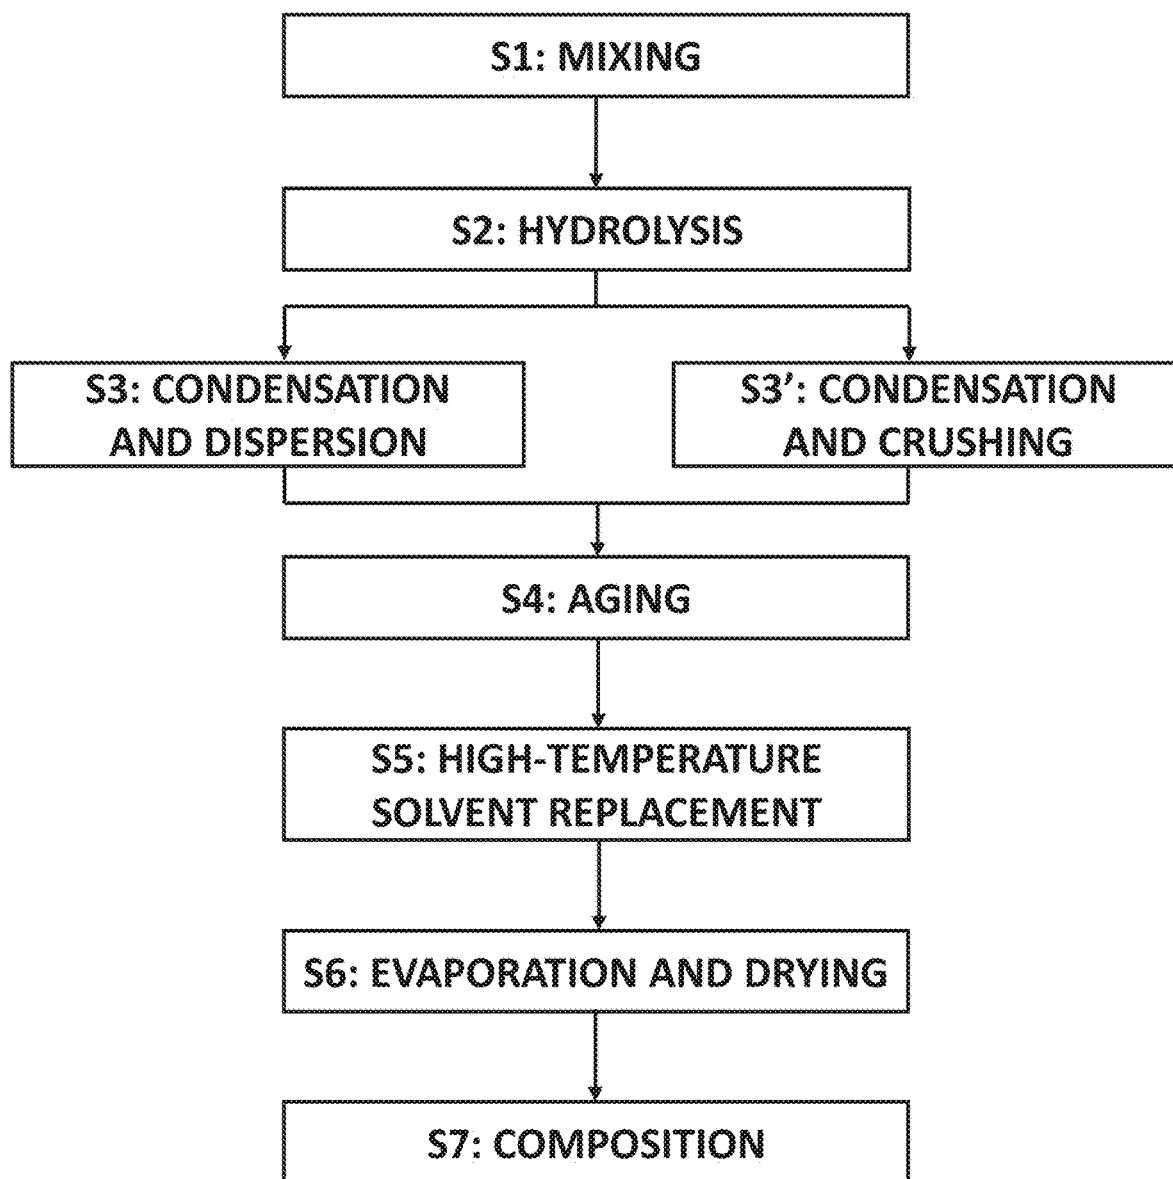 S1: MIXING
S2: HYDROLYSIS
S3: CONDENSATION
AND DISPERSION
S3’: CONDENSATION
AND CRUSHING
S4: AGING
S5: HIGH-TEMPERATURE
SOLVENT REPLACEMENT
S6: EVAPORATION AND DRYING
S7: COMPOSITION